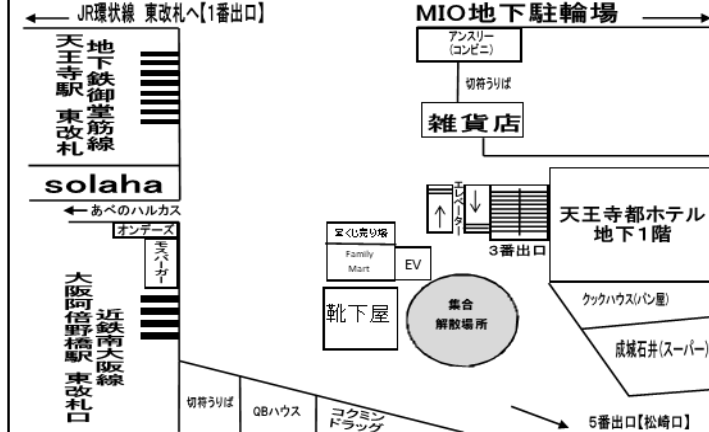 ← JR環状線 東改札へ【1番出口】
MIO地下駐輪場 →
アンスリー
(コンビニ)
切符うりば
雑貨店
地下鉄御堂筋線
天王寺駅 東改札
solaha
←あべのハルカス
オンデーズ
モスバーガー
近鉄南大阪線
大阪阿倍野橋駅 東改札口
宝くじ売り場
Family
Mart
EV
靴下屋
集合
解散場所
↑
エレベーター
↓
3番出口
天王寺都ホテル
地下1階
クックハウス(パン屋)
成城石井(スーパー)
切符うりば
QBハウス
コクミン
ドラッグ
5番出口【松崎口】